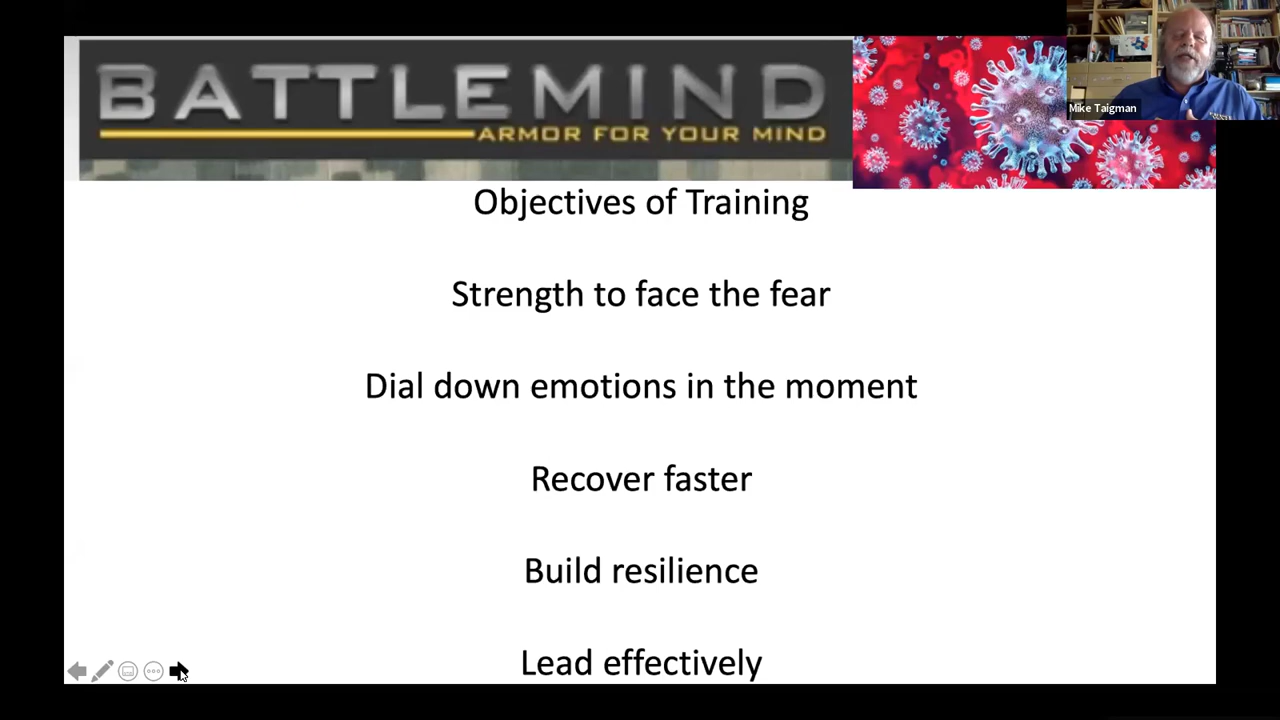 BATTLEMIND
ARMOR FOR YOUR MIND
Mike Taigman
Objectives of Training
Strength to face the fear
Dial down emotions in the moment
Recover faster
Build resilience
Lead effectively